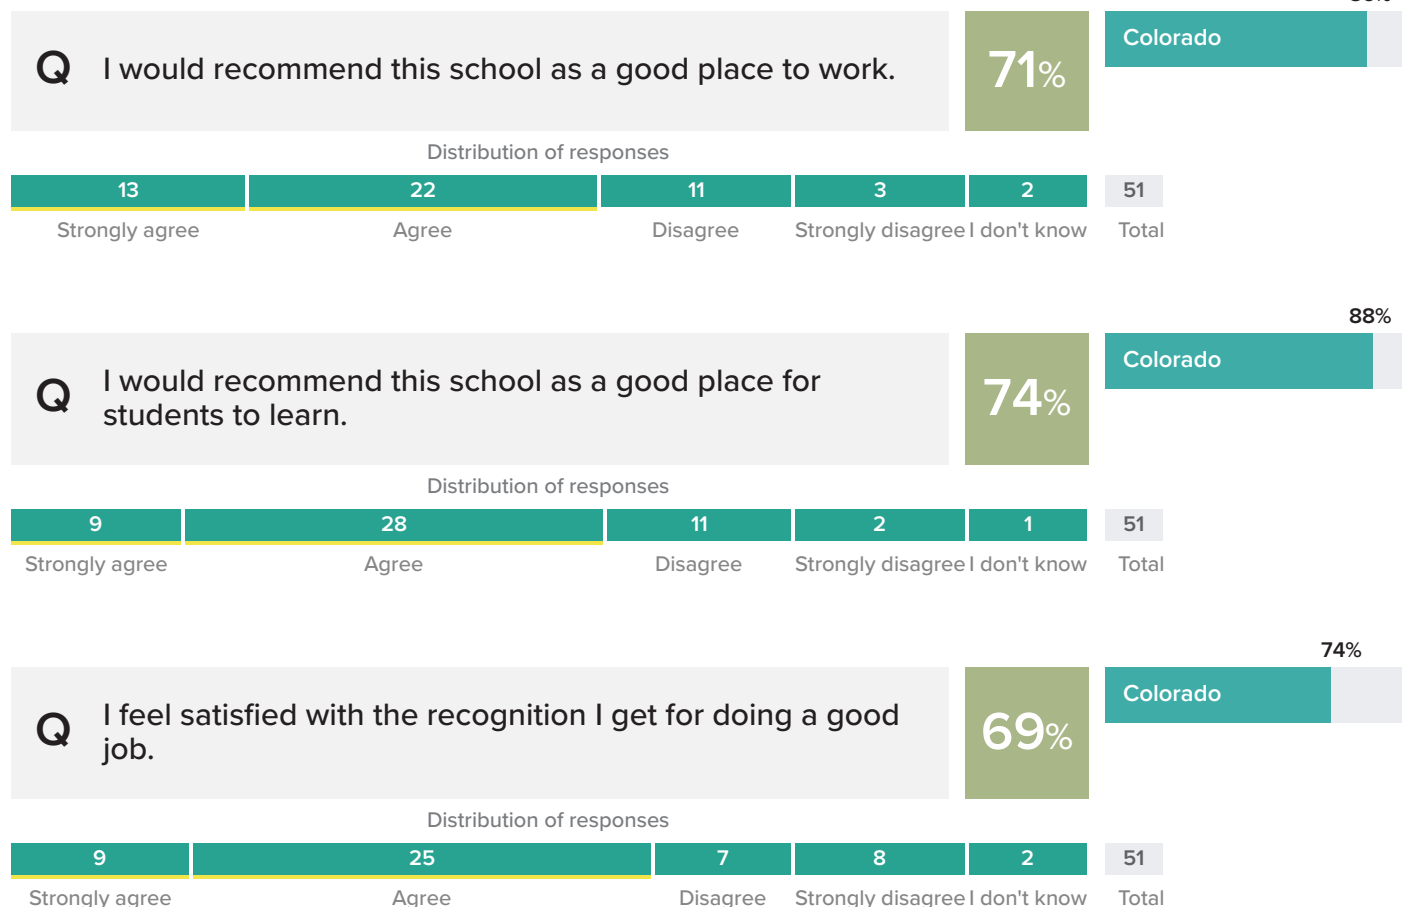 Q I would recommend this school as a good place to work.
71%
Colorado
Distribution of responses
13 22 11 3 2 51
Strongly agree Agree Disagree Strongly disagree I don't know Total
88%
Q I would recommend this school as a good place for
students to learn.
74%
Colorado
Distribution of responses
9 28 11 2 1 51
Strongly agree Agree Disagree Strongly disagree I don't know Total
74%
Q I feel satisfied with the recognition I get for doing a good
job.
69%
Colorado
Distribution of responses
9 25 7 8 2 51
Strongly agree Agree Disagree Strongly disagree I don't know Total